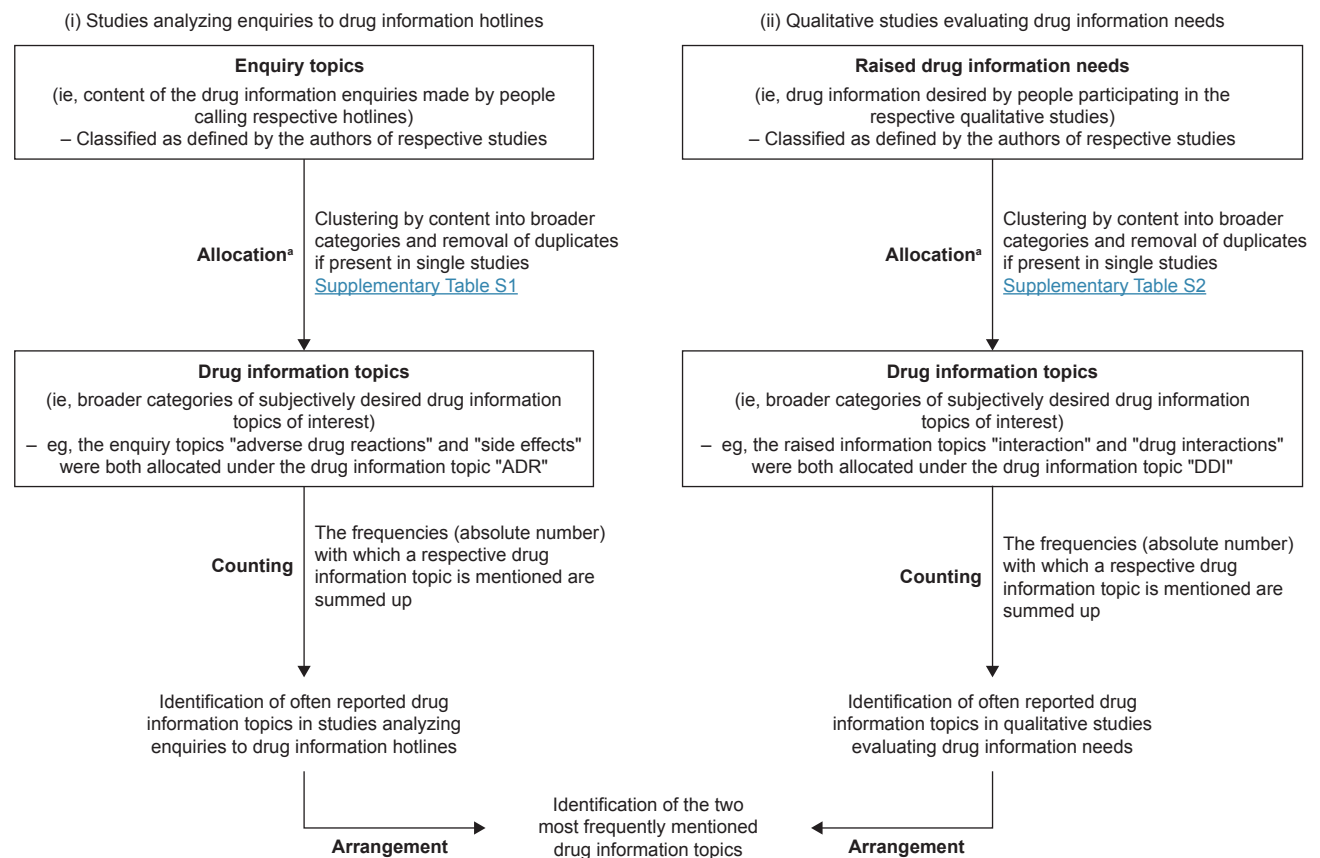 (i) Studies analyzing enquiries to drug information hotlines
Enquiry topics
(ie, content of the drug information enquiries made by people
calling respective hotlines)
– Classified as defined by the authors of respective studies
Allocationª
Clustering by content into broader
categories and removal of duplicates
if present in single studies
Supplementary Table S1
Drug information topics
(ie, broader categories of subjectively desired drug information
topics of interest)
– eg, the enquiry topics "adverse drug reactions" and "side effects"
were both allocated under the drug information topic "ADR"
Counting
The frequencies (absolute number)
with which a respective drug
information topic is mentioned are
summed up
Identification of often reported drug
information topics in studies analyzing
enquiries to drug information hotlines
Arrangement
(ii) Qualitative studies evaluating drug information needs
Raised drug information needs
(ie, drug information desired by people participating in the
respective qualitative studies)
– Classified as defined by the authors of respective studies
Allocationª
Clustering by content into broader
categories and removal of duplicates
if present in single studies
Supplementary Table S2
Drug information topics
(ie, broader categories of subjectively desired drug information
topics of interest)
– eg, the raised information topics "interaction" and "drug interactions"
were both allocated under the drug information topic "DDI"
Counting
The frequencies (absolute number)
with which a respective drug
information topic is mentioned are
summed up
Identification of often reported drug
information topics in qualitative studies
evaluating drug information needs
Arrangement
Identification of the two
most frequently mentioned
drug information topics